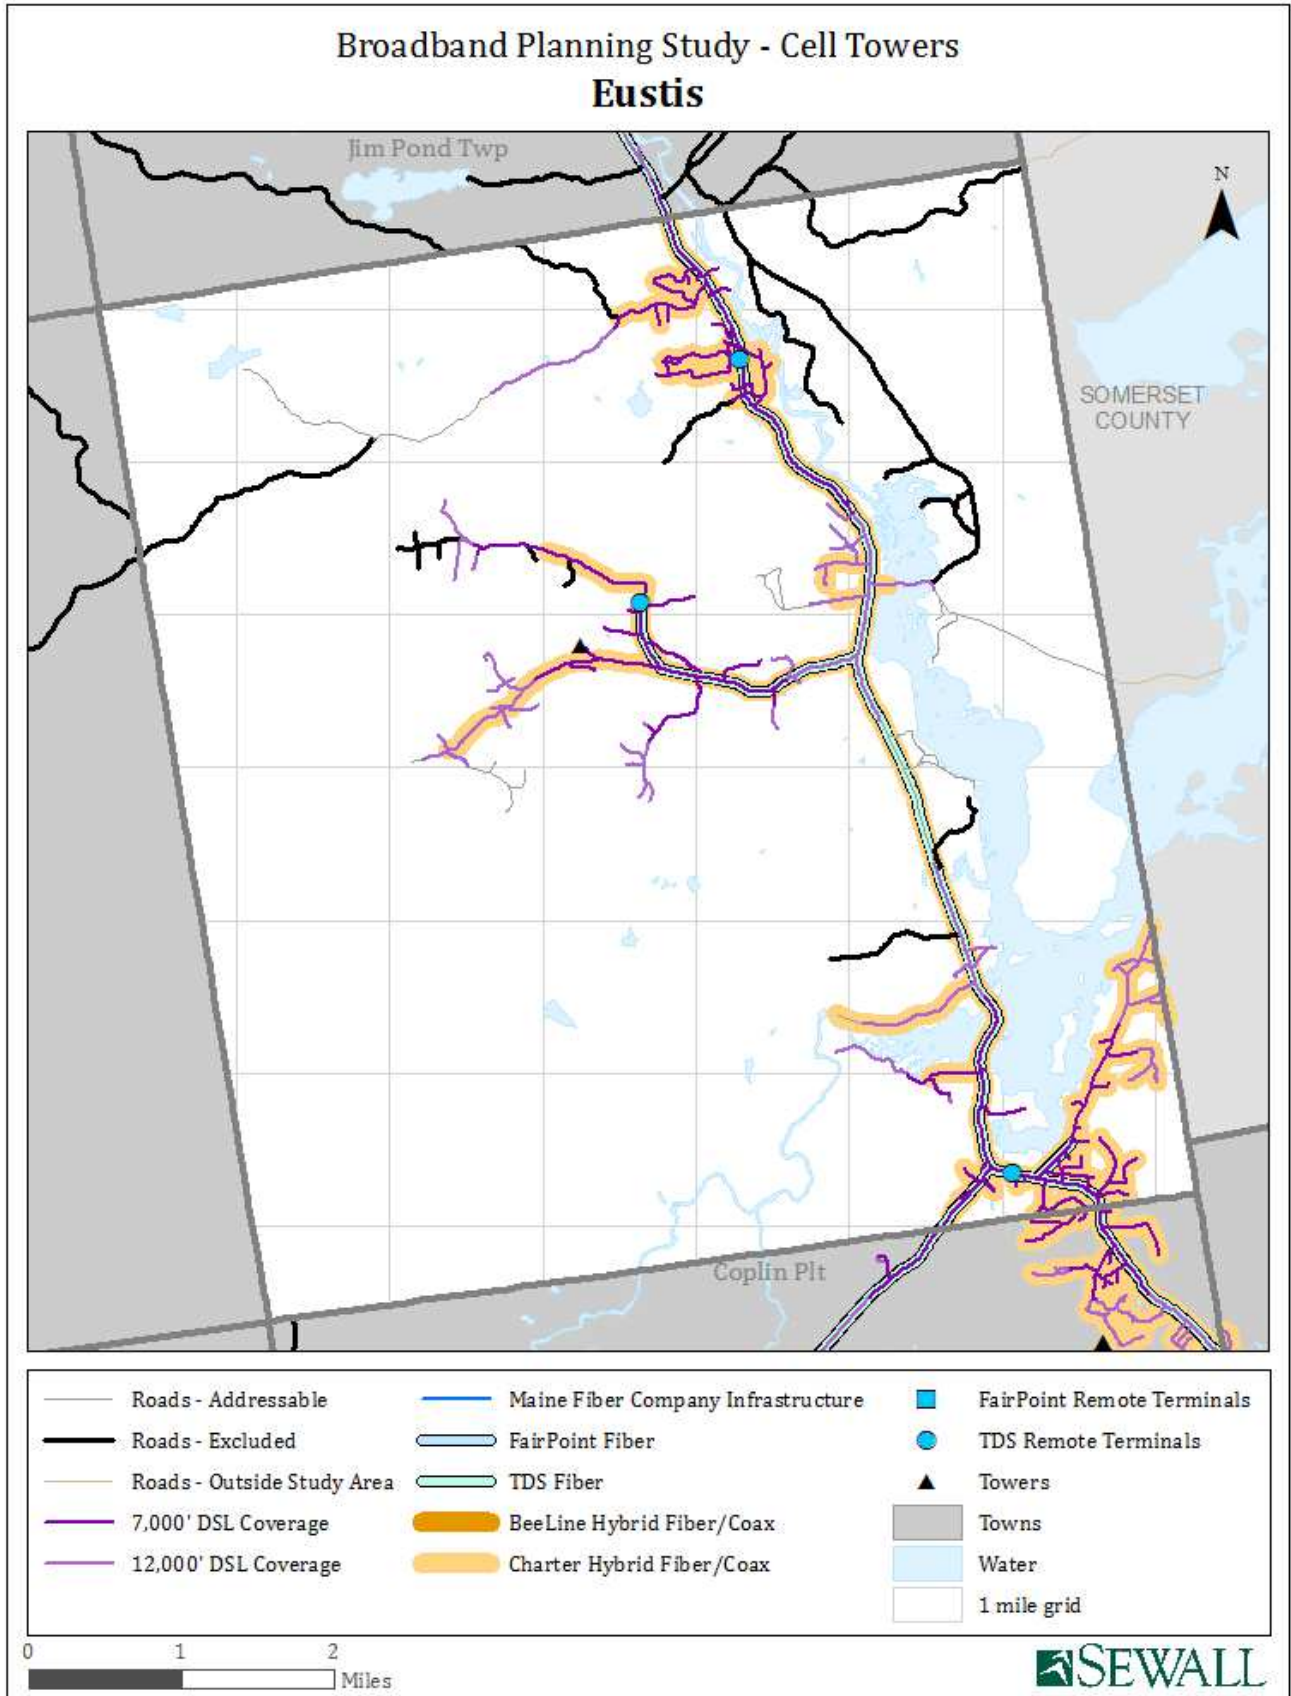 Broadband Planning Study - Cell Towers
Eustis
Jim Pond Twp
N
SOMERSET
COUNTY
Coplin Plt
Roads - Addressable
Roads - Excluded
Roads - Outside Study Area
7,000' DSL Coverage
12,000' DSL Coverage
Maine Fiber Company Infrastructure
FairPoint Fiber
TDS Fiber
BeeLine Hybrid Fiber/Coax
Charter Hybrid Fiber/Coax
FairPoint Remote Terminals
TDS Remote Terminals
Towers
Towns
Water
1 mile grid
0 1 2
Miles
SEWALL